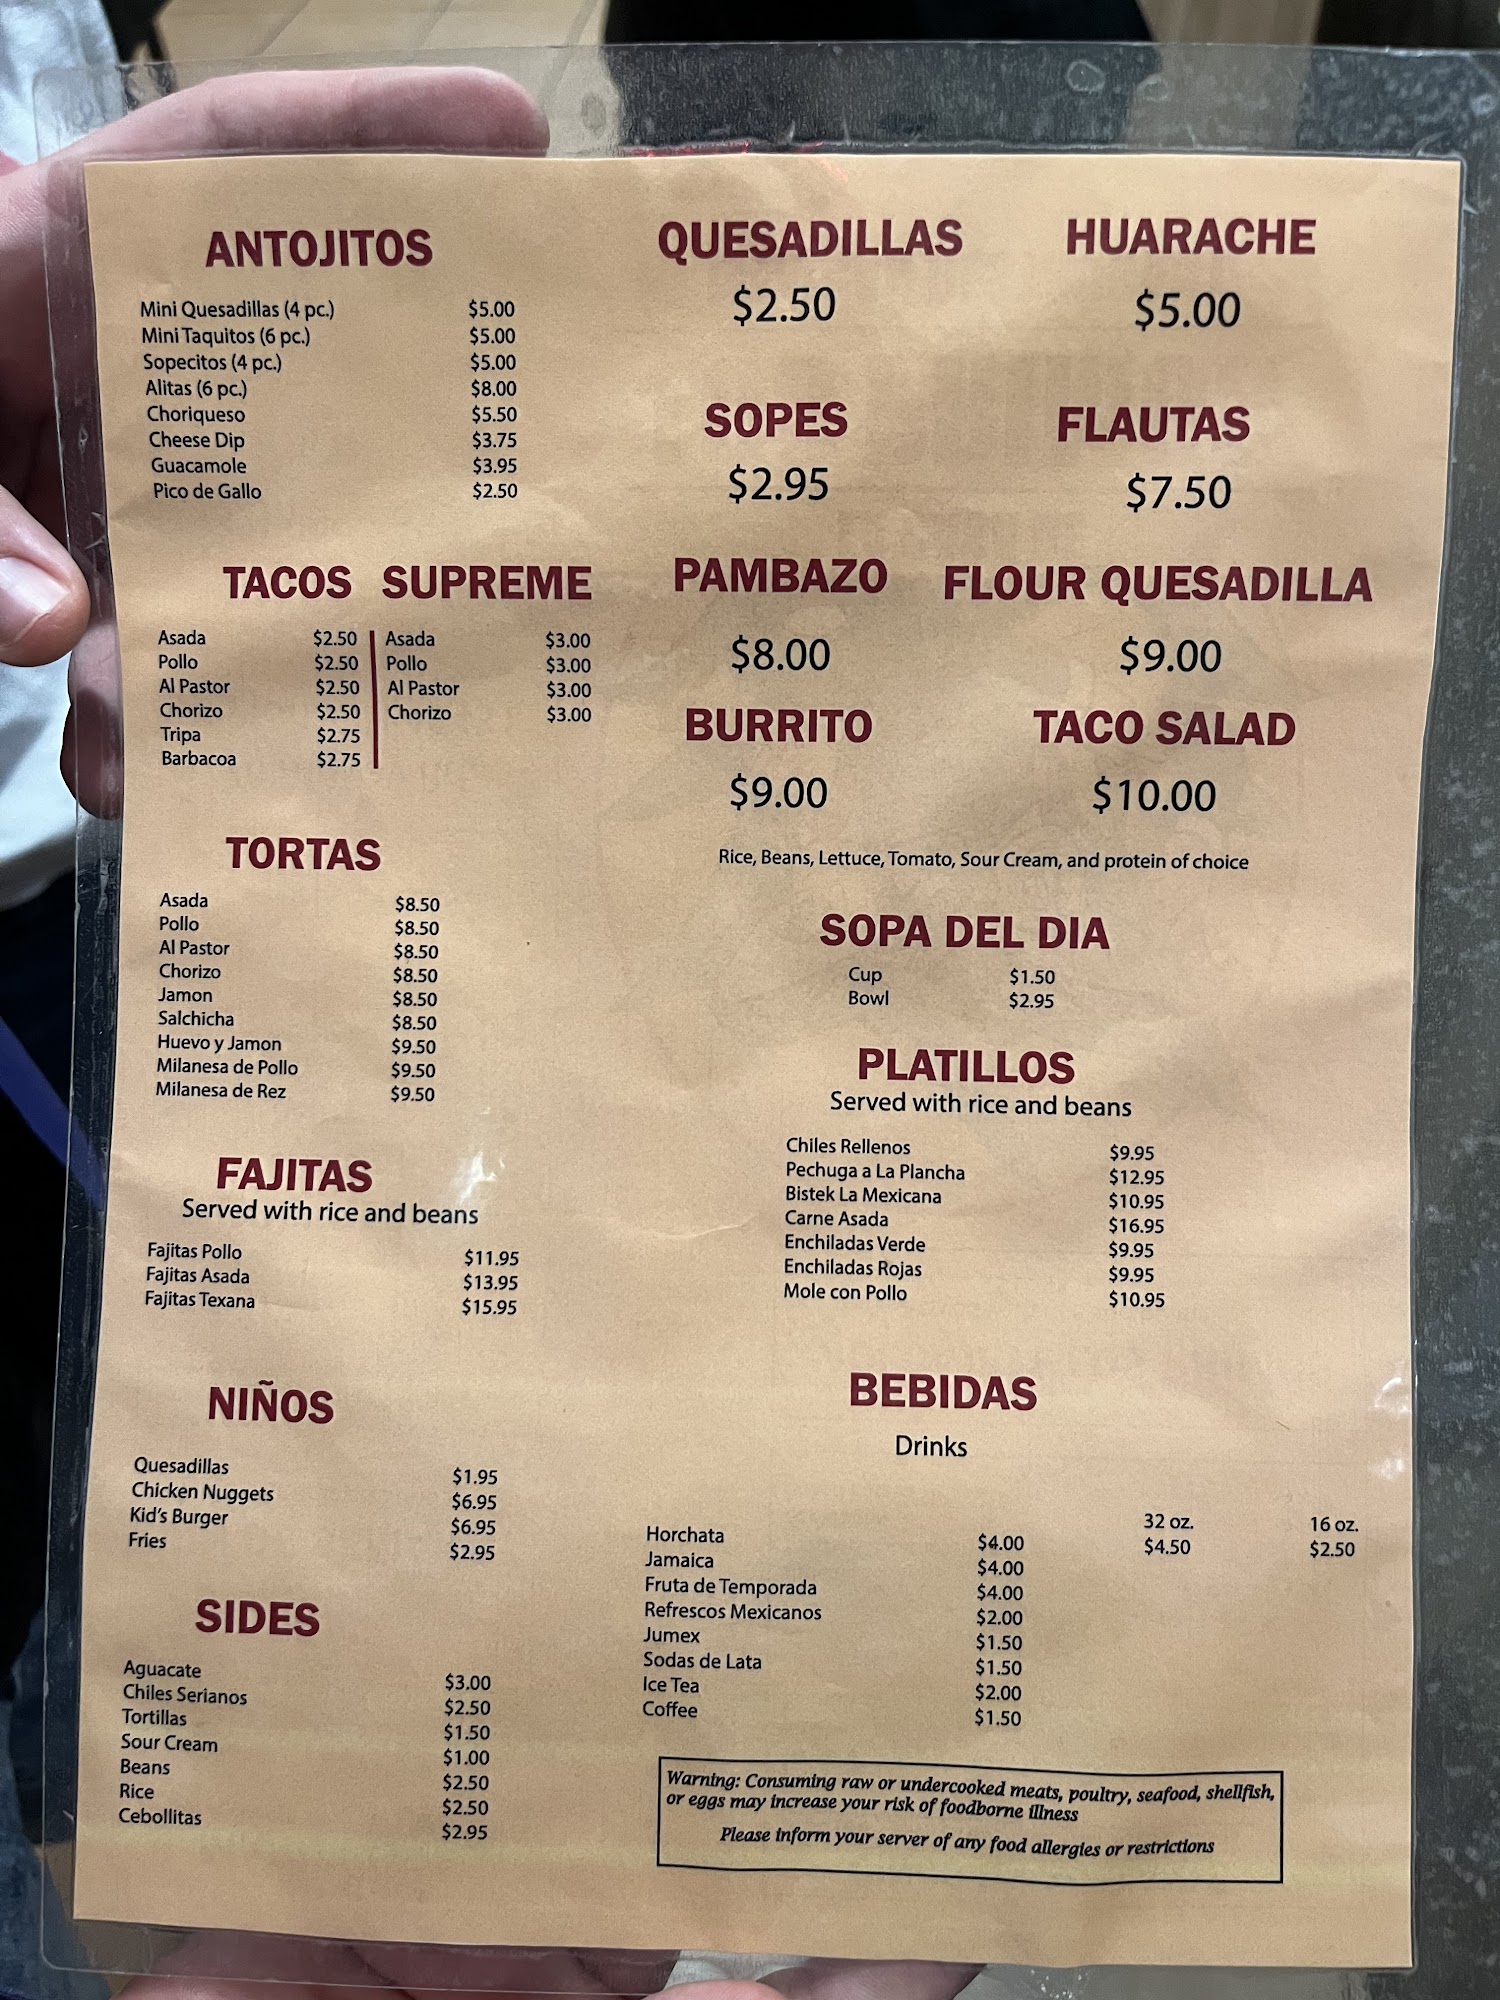 ANTOJITOS
Mini Quesadillas (4 pc.) $5.00
Mini Taquitos (6 pc.) $5.00
Sopecitos (4 pc.) $5.00
Alitas (6 pc.) $8.00
Choriqueso $5.50
Cheese Dip $3.75
Guacamole $3.95
Pico de Gallo $2.50
TACOS SUPREME
Asada $2.50 Asada $3.00
Pollo $2.50 Pollo $3.00
Al Pastor $2.50 Al Pastor $3.00
Chorizo $2.50 Chorizo $3.00
Tripa $2.75
Barbacoa $2.75
TORTAS
Asada $8.50
Pollo $8.50
Al Pastor $8.50
Chorizo $8.50
Jamon $8.50
Salchicha $8.50
Huevo y Jamon $9.50
Milanesa de Pollo $9.50
Milanesa de Rez $9.50
FAJITAS
Served with rice and beans
Fajitas Pollo $11.95
Fajitas Asada $13.95
Fajitas Texana $15.95
NIÑOS
Quesadillas $1.95
Chicken Nuggets $6.95
Kid's Burger $6.95
Fries $2.95
SIDES
Aguacate $3.00
Chiles Serianos $2.50
Tortillas $1.50
Sour Cream $1.00
Beans $2.50
Rice $2.50
Cebollitas $2.95
QUESADILLAS HUARACHE
$2.50 $5.00
SOPES FLAUTAS
$2.95 $7.50
PAMBAZO FLOUR QUESADILLA
$8.00 $9.00
BURRITO TACO SALAD
$9.00 $10.00
Rice, Beans, Lettuce, Tomato, Sour Cream, and protein of choice
SOPA DEL DIA
Cup $1.50
Bowl $2.95
PLATILLOS
Served with rice and beans
Chiles Rellenos $9.95
Pechuga a La Plancha $12.95
Bistek La Mexicana $10.95
Carne Asada $16.95
Enchiladas Verde $9.95
Enchiladas Rojas $9.95
Mole con Pollo $10.95
BEBIDAS
Drinks
32 oz. 16 oz.
Horchata $4.00 $4.50 $2.50
Jamaica $4.00
Fruta de Temporada $4.00
Refrescos Mexicanos $2.00
Jumex $1.50
Sodas de Lata $1.50
Ice Tea $2.00
Coffee $1.50
Warning: Consuming raw or undercooked meats, poultry, seafood, shellfish,
or eggs may increase your risk of foodborne illness
Please inform your server of any food allergies or restrictions